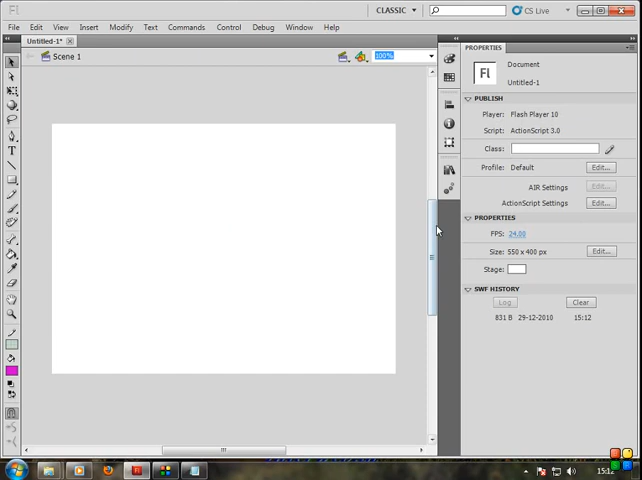 Fl
CLASSIC
CS Live
File Edit View Insert Modify Text Commands Control Debug Window Help
Untitled-1*
Scene 1
100%
PROPERTIES
Fl
Document
Untitled-1
PUBLISH
Player: Flash Player 10
Script: ActionScript 3.0
Class:
Profile: Default Edit...
AIR Settings Edit...
ActionScript Settings Edit...
PROPERTIES
FPS: 24.00
Size: 550 x 400 px Edit...
Stage:
SWF HISTORY
Log Clear
831 B 29-12-2010 15:12
Fl
15:12